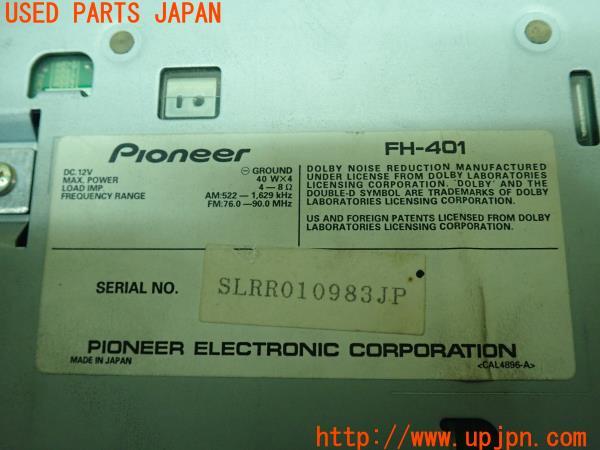 USED PARTS JAPAN
Pioneer
FH-401
DC.12V
⊖ GROUND
MAX. POWER
40 W×4
LOAD IMP.
4-8 Ω
FREQUENCY RANGE
AM:522-1,629 kHz
FM:76.0-90.0 MHz
DOLBY NOISE REDUCTION MANUFACTURED
UNDER LICENSE FROM DOLBY LABORATORIES
LICENSING CORPORATION. "DOLBY" AND THE
DOUBLE-D SYMBOL ARE TRADEMARKS OF DOLBY
LABORATORIES LICENSING CORPORATION.
US AND FOREIGN PATENTS LICENSED FROM DOLBY
LABORATORIES LICENSING CORPORATION.
SERIAL NO.
SLRR010983JP
PIONEER ELECTRONIC CORPORATION
MADE IN JAPAN
<CAL4896-A>
UPJ http://www.upjpn.com/